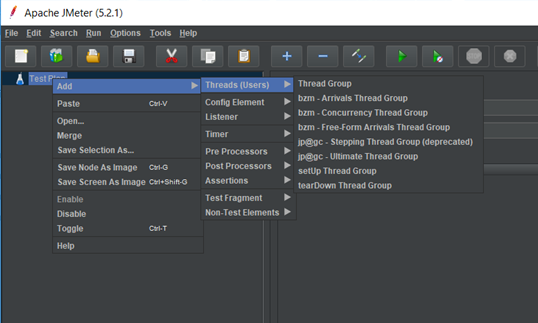 Apache JMeter (5.2.1)
File Edit Search Run Options Tools Help
Test Plan
Add
Paste Ctrl-V
Open...
Merge
Save Selection As...
Save Node As Image Ctrl-G
Save Screen As Image Ctrl+Shift-G
Enable
Disable
Toggle Ctrl-T
Help
Threads (Users)
Config Element
Listener
Timer
Pre Processors
Post Processors
Assertions
Test Fragment
Non-Test Elements
Thread Group
bzm - Arrivals Thread Group
bzm - Concurrency Thread Group
bzm - Free-Form Arrivals Thread Group
jp@gc - Stepping Thread Group (deprecated)
jp@gc - Ultimate Thread Group
setUp Thread Group
tearDown Thread Group